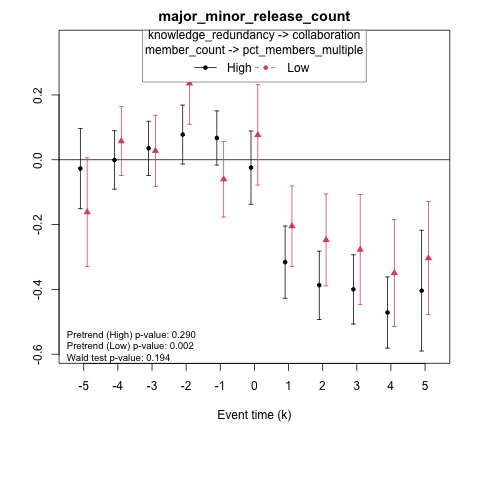 major_minor_release_count
knowledge_redundancy -> collaboration
member_count -> pct_members_multiple
High Low
0.2
0.0
-0.2
-0.4
-0.6
Pretrend (High) p-value: 0.290
Pretrend (Low) p-value: 0.002
Wald test p-value: 0.194
-5 -4 -3 -2 -1 0 1 2 3 4 5
Event time (k)